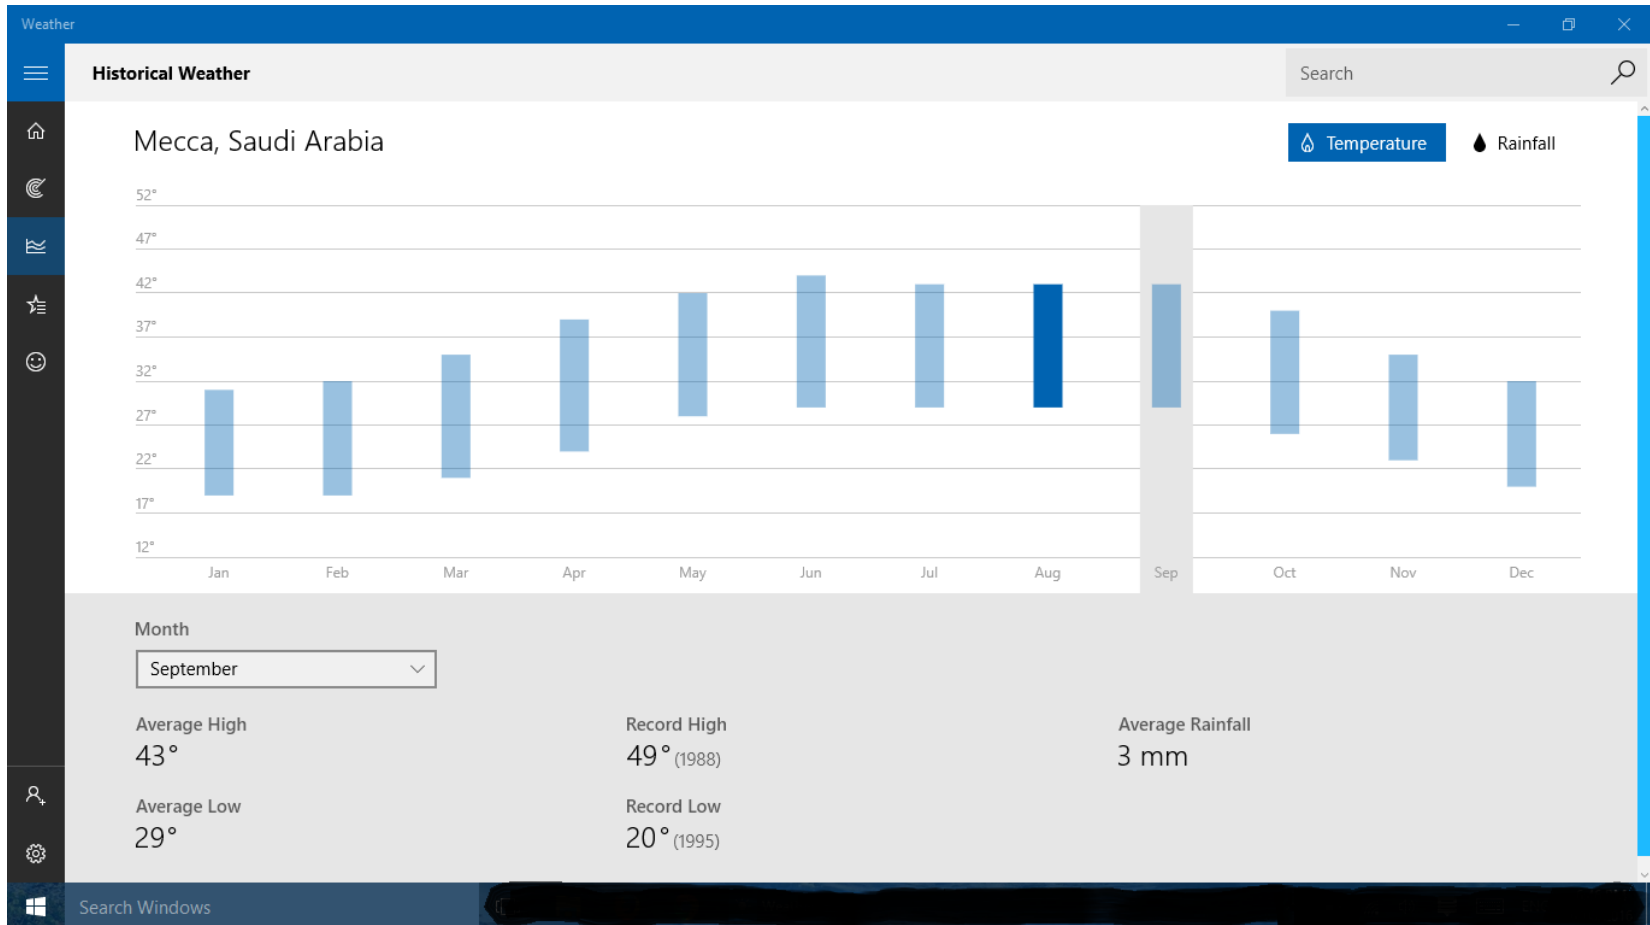 Weather
Historical Weather
Search
Mecca, Saudi Arabia
Temperature
Rainfall
52°
47°
42°
37°
32°
27°
22°
17°
12°
Jan Feb Mar Apr May Jun Jul Aug Sep Oct Nov Dec
Month
September
Average High
Record High
Average Rainfall
43°
49° (1988)
3 mm
Average Low
Record Low
29°
20° (1995)
Search Windows